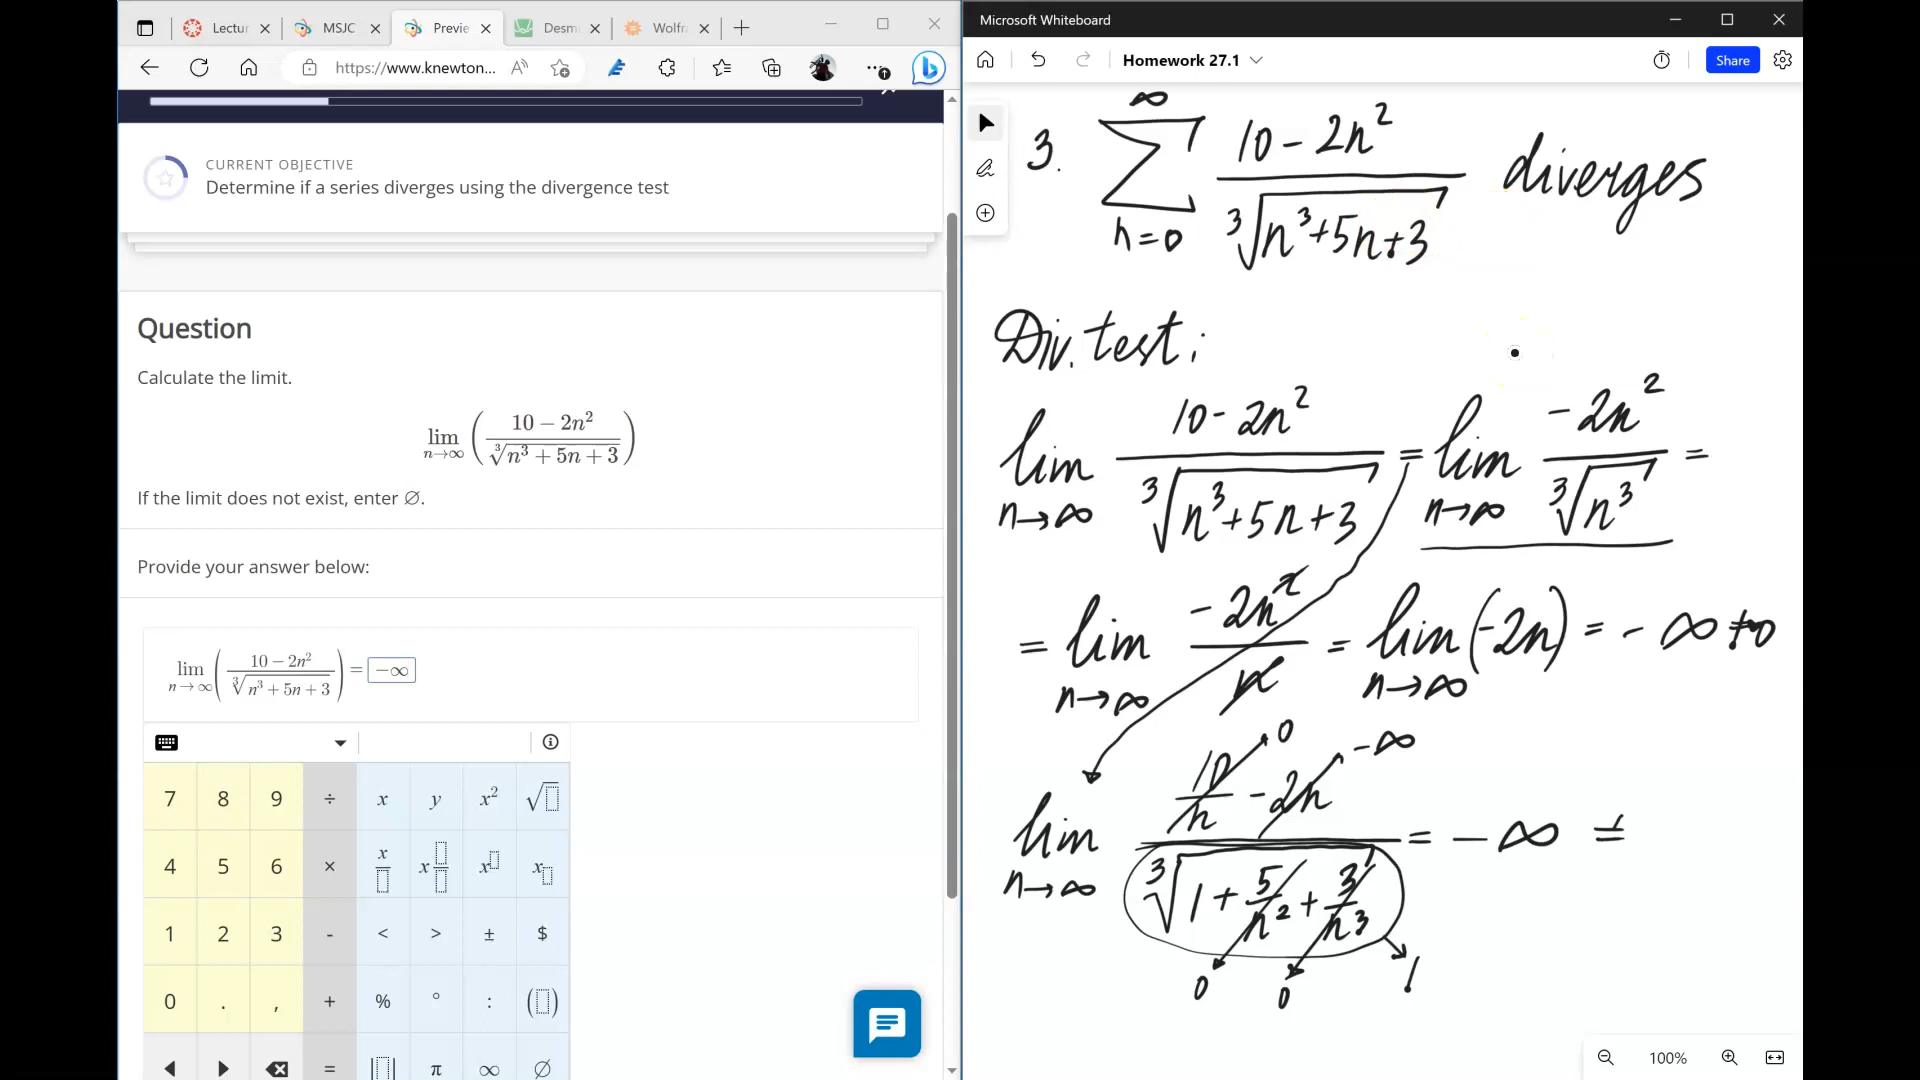 Lectur
MSJC
Previe
Desm
Wolfr
https://www.knewton...
CURRENT OBJECTIVE
Determine if a series diverges using the divergence test
Question
Calculate the limit.
lim n→∞ ( (10 − 2n²) / ∛(n³ + 5n + 3) )
If the limit does not exist, enter ∅.
Provide your answer below:
lim n→∞ ( (10 − 2n²) / ∛(n³ + 5n + 3) ) = −∞
7 8 9 ÷ x y x² √
4 5 6 ×
1 2 3 - < > ± $
0 . , + % ° : ( )
= π ∞ ∅
Microsoft Whiteboard
Homework 27.1
Share
3. ∑ n=0 ∞ (10 - 2n²) / ∛(n³+5n+3) diverges
Div. test:
lim n→∞ (10 - 2n²) / ∛(n³+5n+3) = lim n→∞ -2n² / ∛n³ =
= lim n→∞ -2n² / n = lim n→∞ (-2n) = -∞ ≠ 0
0 -∞
lim n→∞ (10/n - 2n) / ∛(1 + 5/n² + 3/n³) = -∞ =
0 0 1
100%